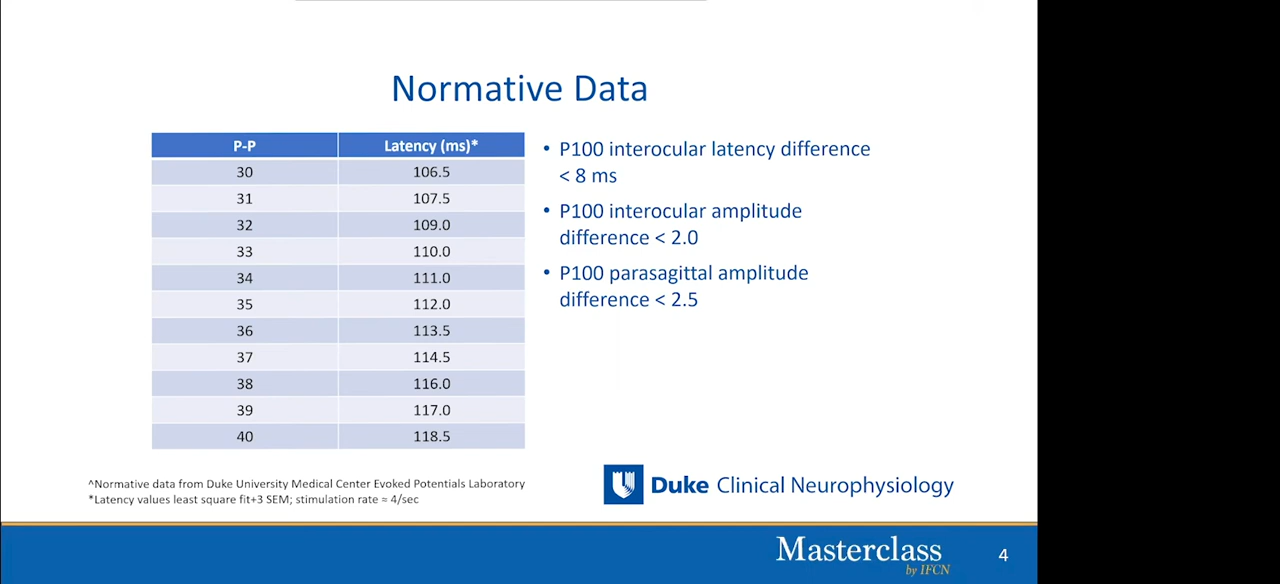 Normative Data
P-P Latency (ms)*
30 106.5
31 107.5
32 109.0
33 110.0
34 111.0
35 112.0
36 113.5
37 114.5
38 116.0
39 117.0
40 118.5
• P100 interocular latency difference
< 8 ms
• P100 interocular amplitude
difference < 2.0
• P100 parasagittal amplitude
difference < 2.5
^Normative data from Duke University Medical Center Evoked Potentials Laboratory
*Latency values least square fit+3 SEM; stimulation rate ≈ 4/sec
Duke Clinical Neurophysiology
Masterclass
by IFCN
4